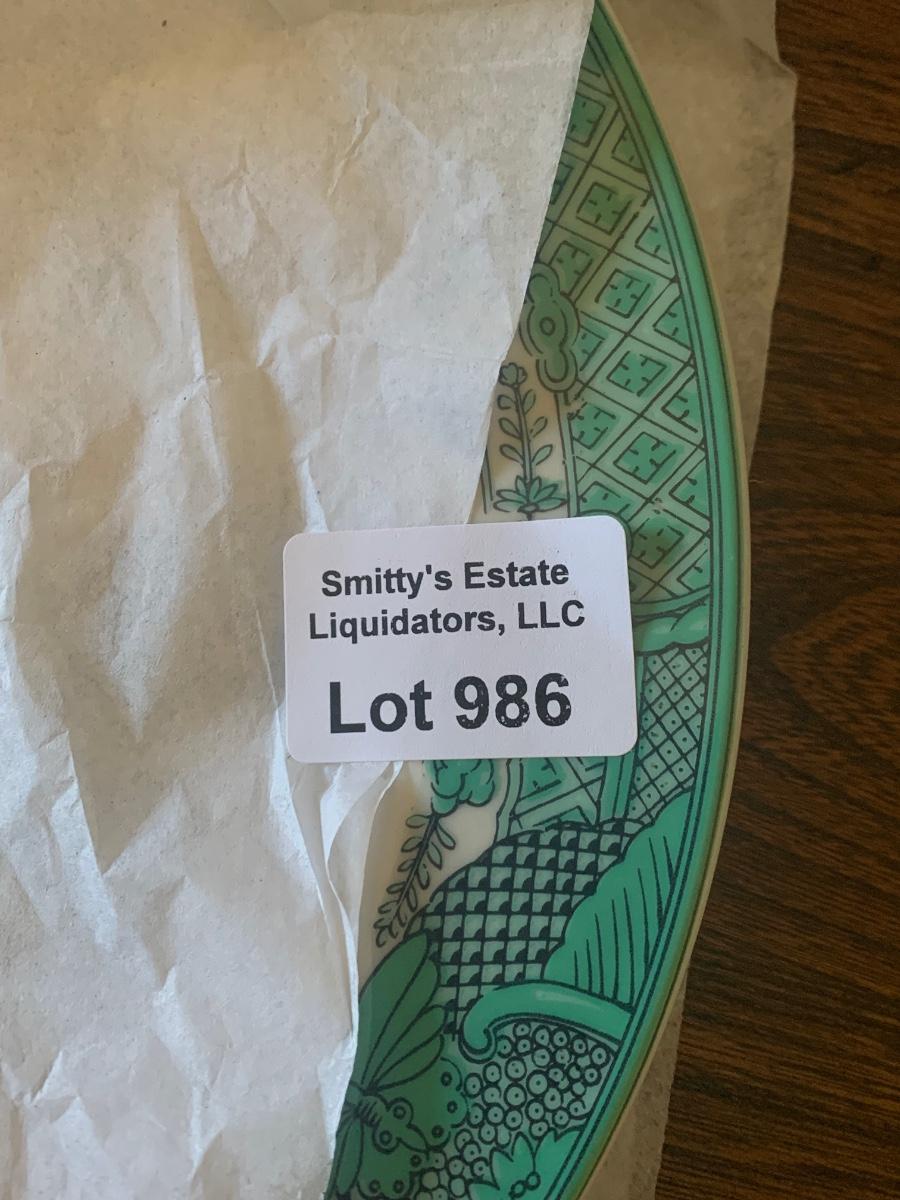 Smitty's Estate
Liquidators, LLC
Lot 986